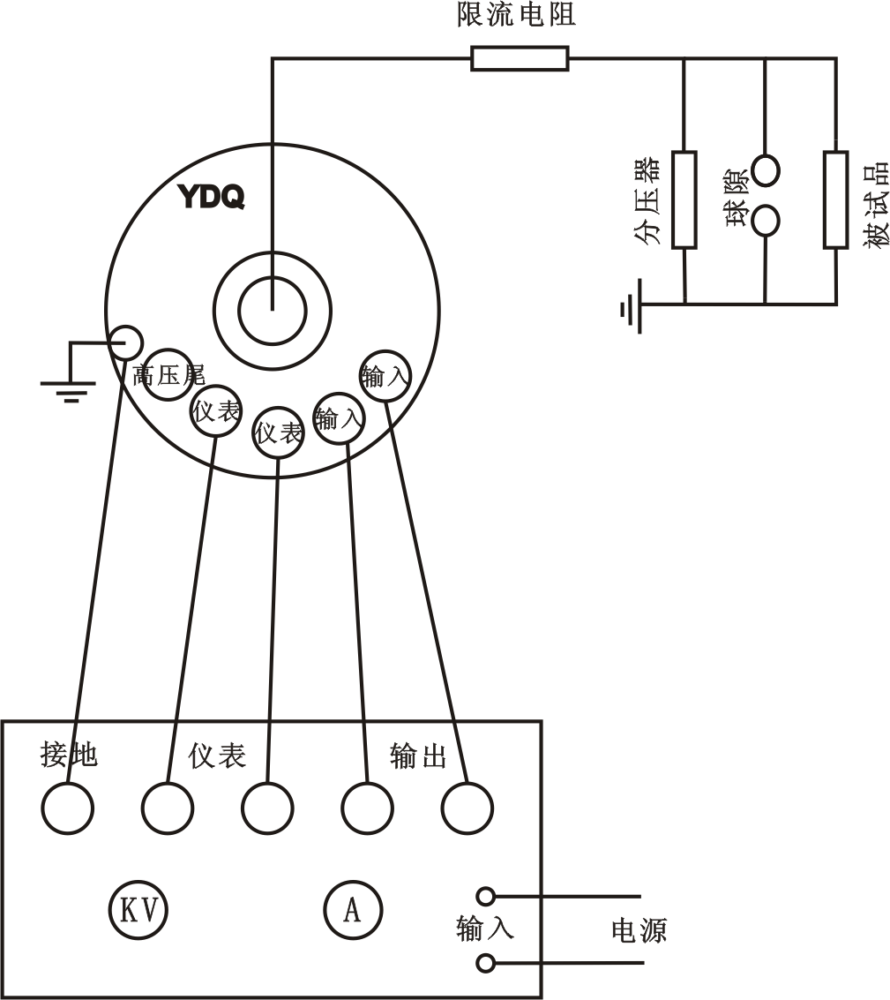 限流电阻
YDQ
分压器
球隙
被试品
高压尾
仪表
仪表
输入
输入
接地
仪表
输出
KV
A
输入
电源